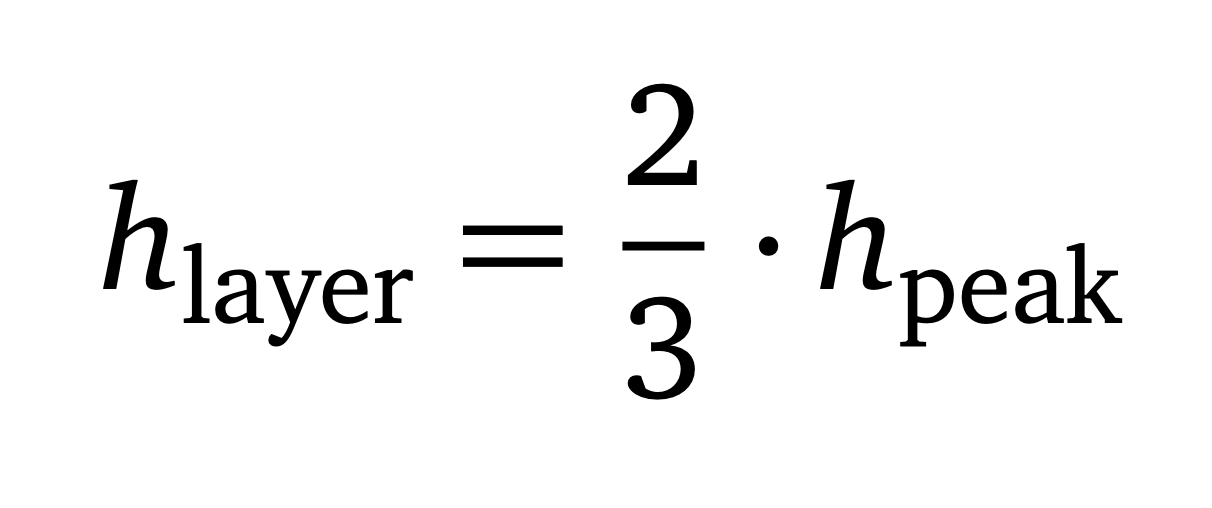 h_layer = 2/3 · h_peak